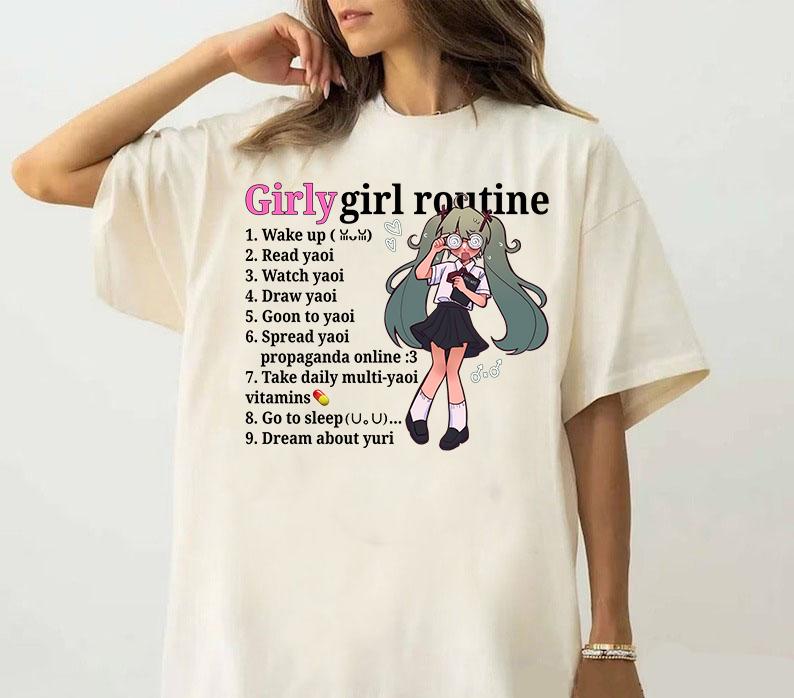 Girly girl routine
1. Wake up ( ꈍᴗꈍ)
2. Read yaoi
3. Watch yaoi
4. Draw yaoi
5. Goon to yaoi
6. Spread yaoi
propaganda online :3
7. Take daily multi-yaoi
vitamins💊
8. Go to sleep(∪｡∪)...
9. Dream about yuri